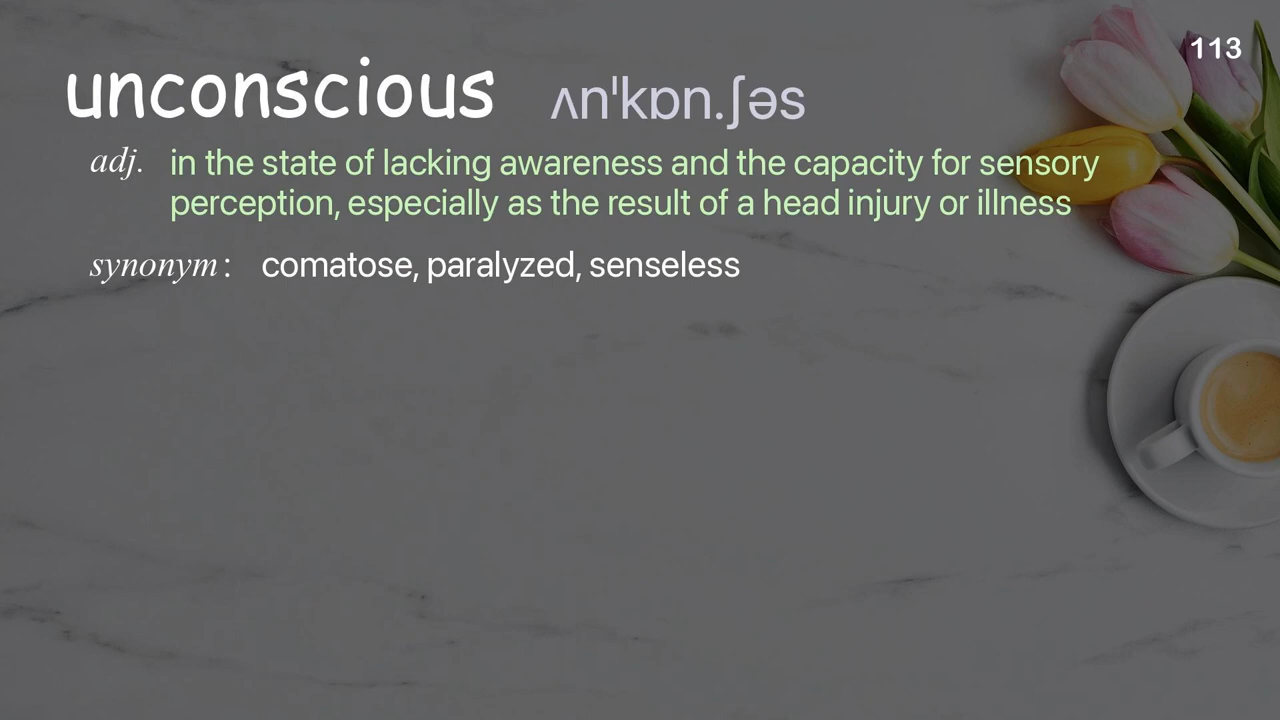 113
unconscious ʌnˈkɒn.ʃəs
adj. in the state of lacking awareness and the capacity for sensory
perception, especially as the result of a head injury or illness
synonym : comatose, paralyzed, senseless